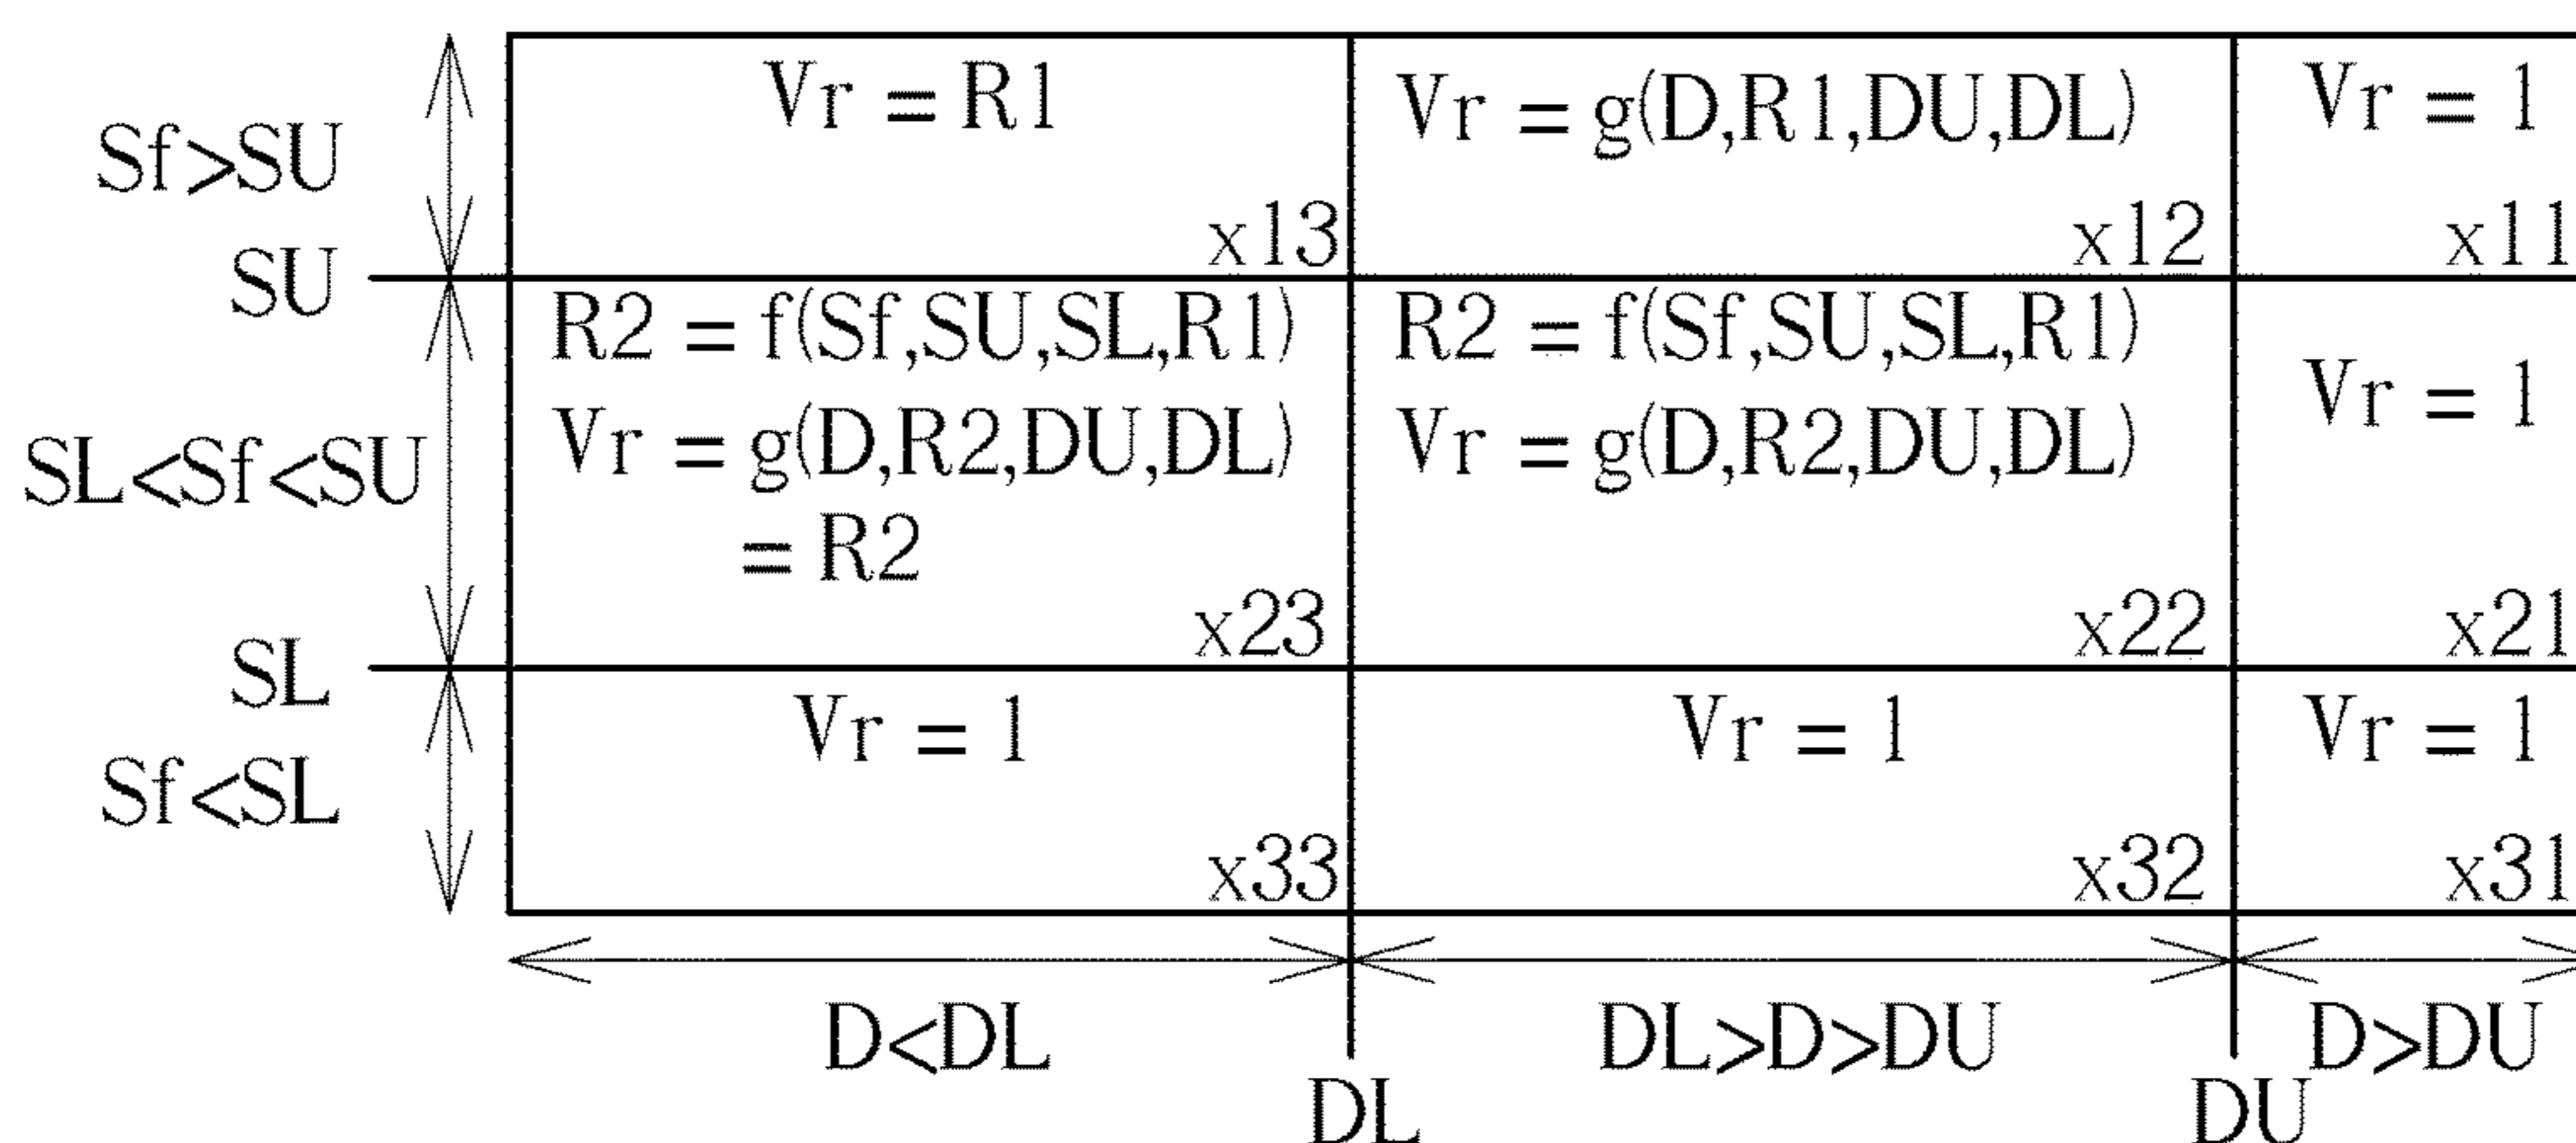 Vr = R1
Vr = g(D,R1,DU,DL)
Vr = 1
Sf>SU
x13
x12
x11
SU
R2 = f(Sf,SU,SL,R1)
Vr = g(D,R2,DU,DL)
= R2
R2 = f(Sf,SU,SL,R1)
Vr = g(D,R2,DU,DL)
Vr = 1
SL<Sf<SU
x23
x22
x21
SL
Vr = 1
Vr = 1
Vr = 1
Sf<SL
x33
x32
x31
D<DL
DL>D>DU
D>DU
DL
DU